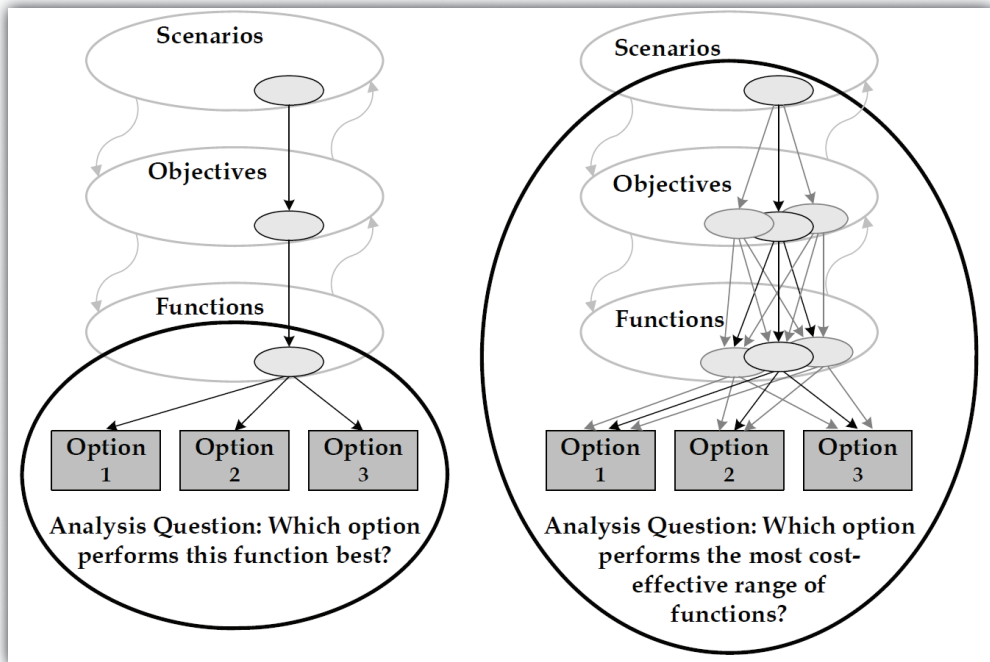 Scenarios
Objectives
Functions
Option
1
Option
2
Option
3
Analysis Question: Which option
performs this function best?
Scenarios
Objectives
Functions
Option
1
Option
2
Option
3
Analysis Question: Which option
performs the most cost-
effective range of
functions?